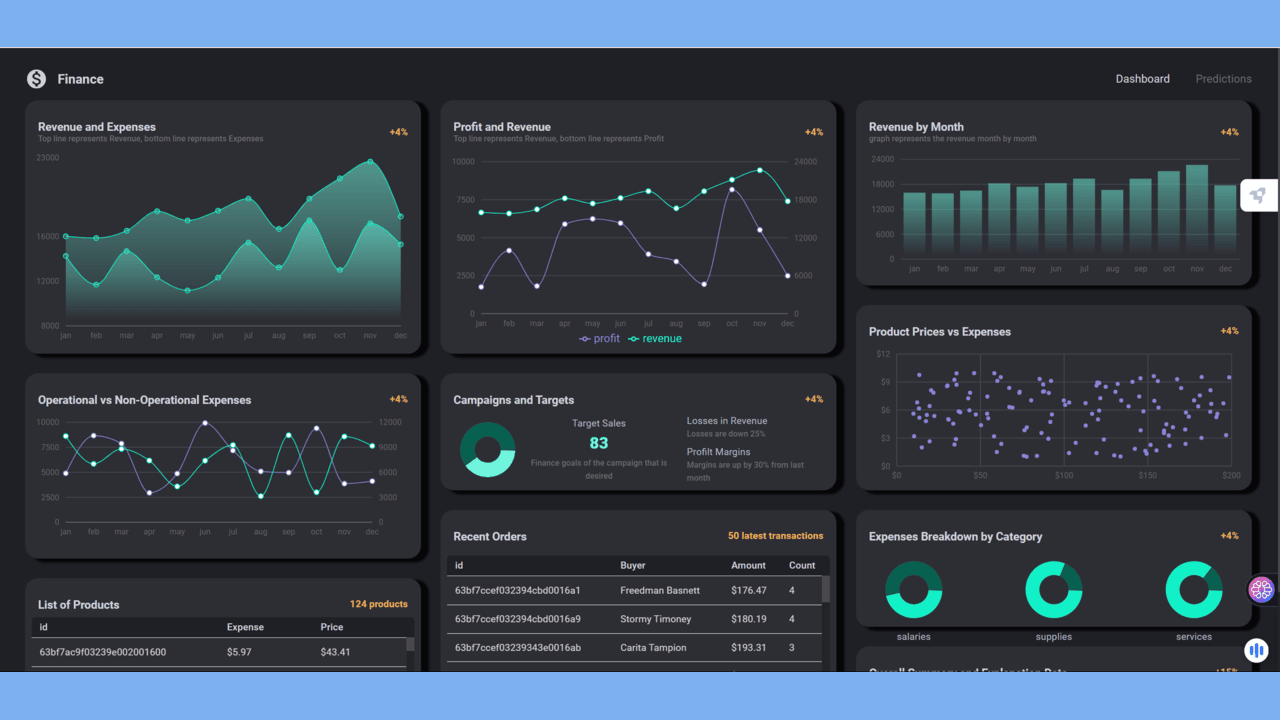 Finance
Dashboard
Predictions
Revenue and Expenses
Top line represents Revenue, bottom line represents Expenses
+4%
23000
16000
12000
8000
jan feb mar apr may jun jul aug sep oct nov dec
Profit and Revenue
Top line represents Revenue, bottom line represents Profit
+4%
10000
7500
5000
2500
0
24000
18000
12000
6000
0
jan feb mar apr may jun jul aug sep oct nov dec
profit revenue
Revenue by Month
graph represents the revenue month by month
+4%
24000
18000
12000
6000
0
jan feb mar apr may jun jul aug sep oct nov dec
Product Prices vs Expenses
+4%
$12
$9
$6
$3
$0
$0 $50 $100 $150 $200
Operational vs Non-Operational Expenses
+4%
10000
7500
5000
2500
0
12000
9000
6000
3000
0
jan feb mar apr may jun jul aug sep oct nov dec
Campaigns and Targets
+4%
Target Sales
83
Finance goals of the campaign that is
desired
Losses in Revenue
Losses are down 25%
Profilt Margins
Margins are up by 30% from last
month
Recent Orders
50 latest transactions
id Buyer Amount Count
63bf7ccef032394cbd0016a1 Freedman Basnett $176.47 4
63bf7ccef032394cbd0016a9 Stormy Timoney $180.19 4
63bf7ccef03239343e0016ab Carita Tampion $193.31 3
Expenses Breakdown by Category
+4%
salaries
supplies
services
List of Products
124 products
id Expense Price
63bf7ac9f03239e002001600 $5.97 $43.41
Overall Summary and Explanation Data
+15%